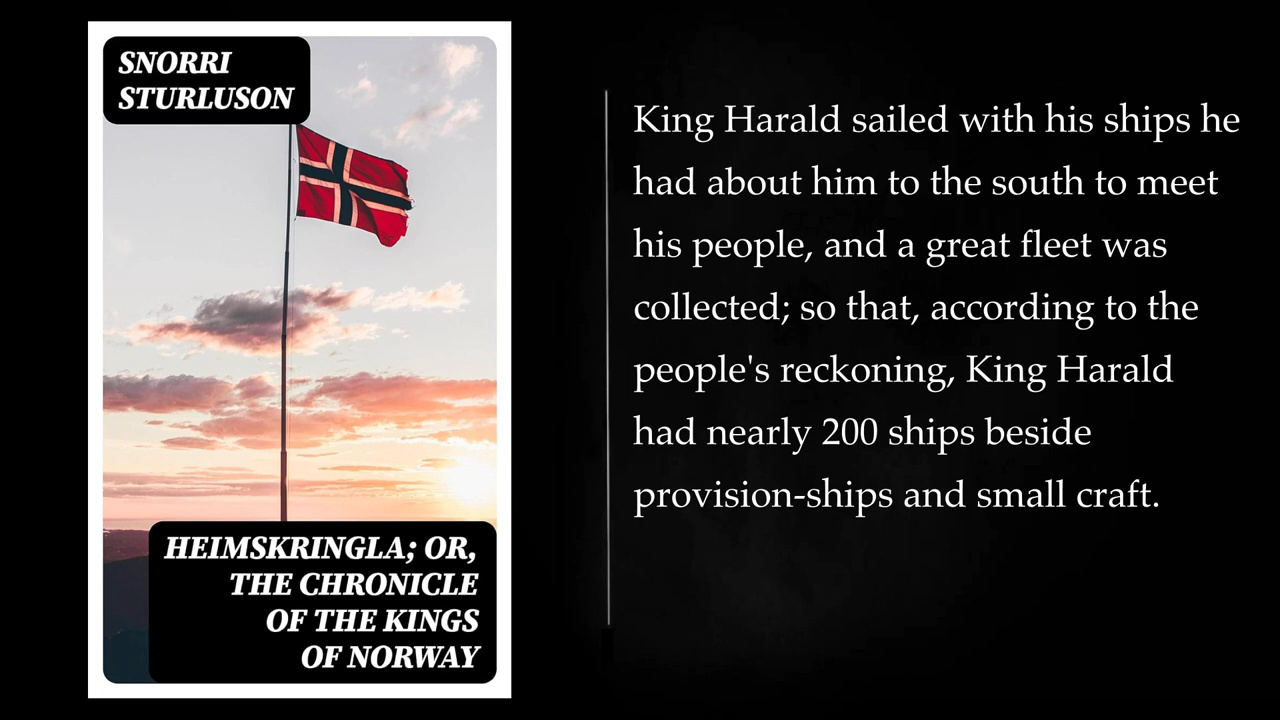 SNORRI
STURLUSON
HEIMSKRINGLA; OR,
THE CHRONICLE
OF THE KINGS
OF NORWAY
King Harald sailed with his ships he
had about him to the south to meet
his people, and a great fleet was
collected; so that, according to the
people's reckoning, King Harald
had nearly 200 ships beside
provision-ships and small craft.